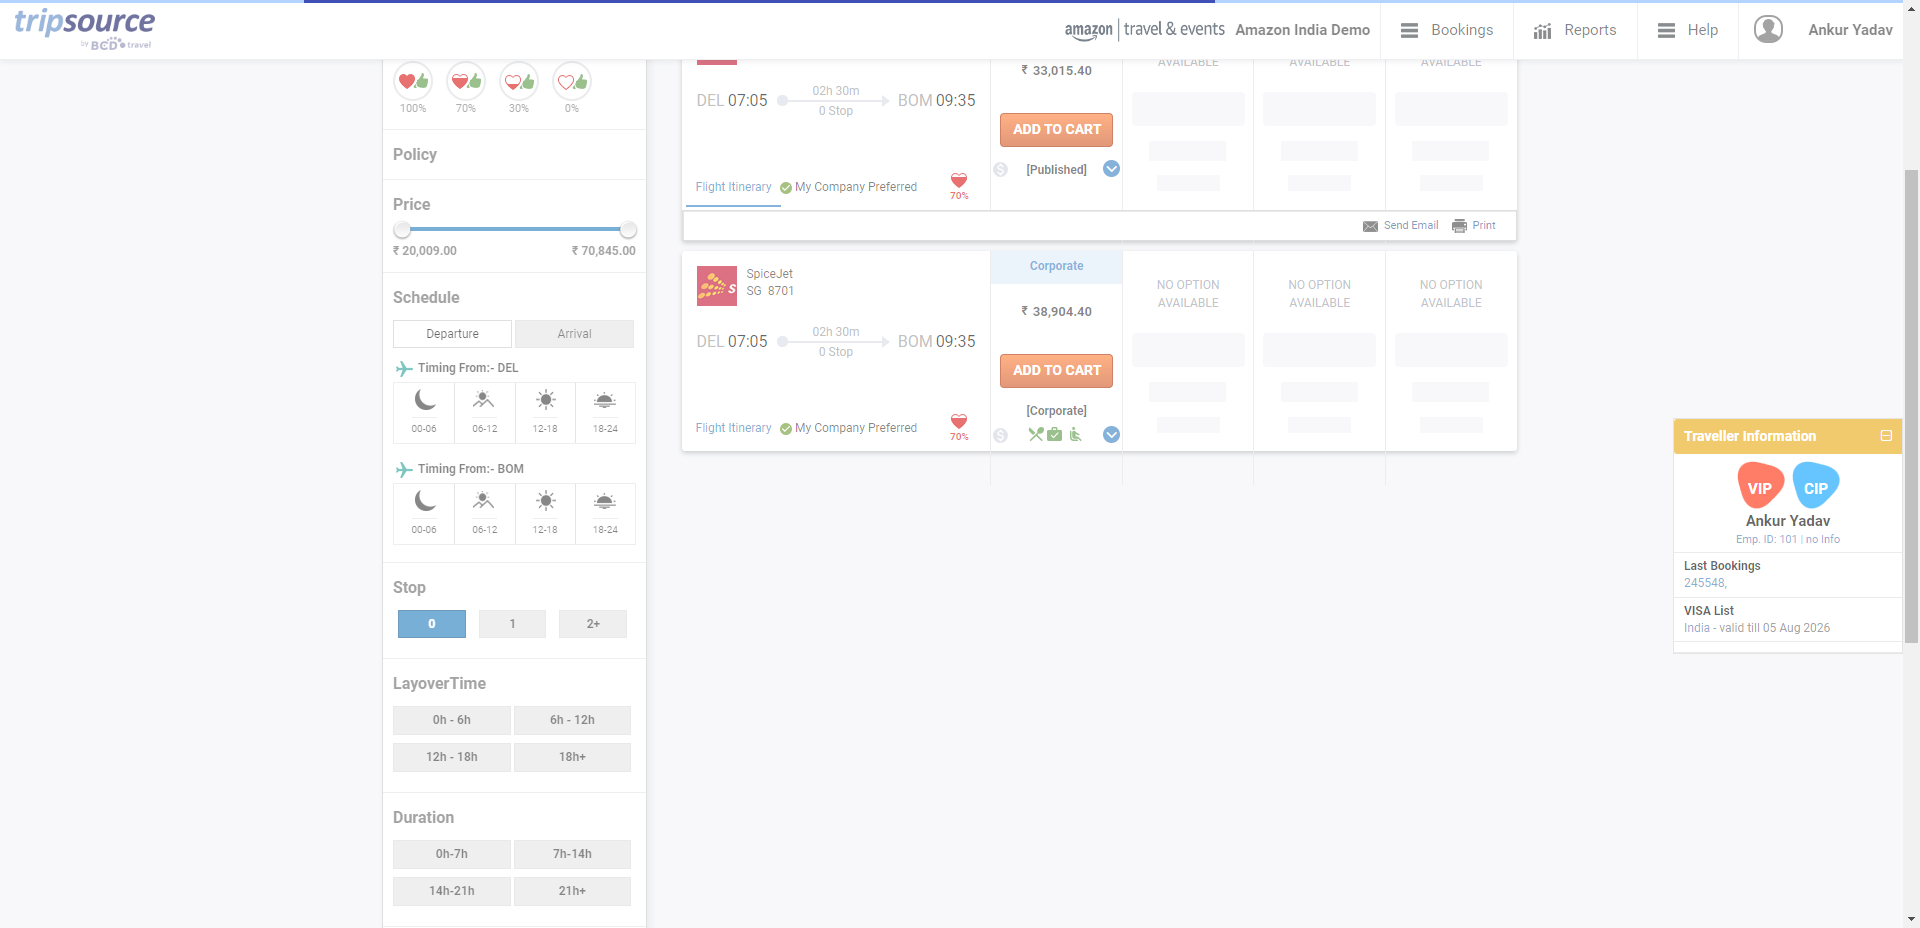 tripsource
by BCD travel
amazon | travel & events Amazon India Demo
Bookings
Reports
Help
Ankur Yadav
100% 70% 30% 0%
Policy
Price
₹ 20,009.00 ₹ 70,845.00
Schedule
Departure Arrival
Timing From:- DEL
00-06 06-12 12-18 18-24
Timing From:- BOM
00-06 06-12 12-18 18-24
Stop
0 1 2+
LayoverTime
0h - 6h 6h - 12h
12h - 18h 18h+
Duration
0h-7h 7h-14h
14h-21h 21h+
₹ 33,015.40
AVAILABLE AVAILABLE AVAILABLE
DEL 07:05 02h 30m BOM 09:35
0 Stop
ADD TO CART
[Published]
Flight Itinerary My Company Preferred 70%
Send Email Print
SpiceJet
SG 8701
Corporate
₹ 38,904.40
NO OPTION NO OPTION NO OPTION
AVAILABLE AVAILABLE AVAILABLE
DEL 07:05 02h 30m BOM 09:35
0 Stop
ADD TO CART
[Corporate]
Flight Itinerary My Company Preferred 70%
Traveller Information
VIP CIP
Ankur Yadav
Emp. ID: 101 | no Info
Last Bookings
245548,
VISA List
India - valid till 05 Aug 2026